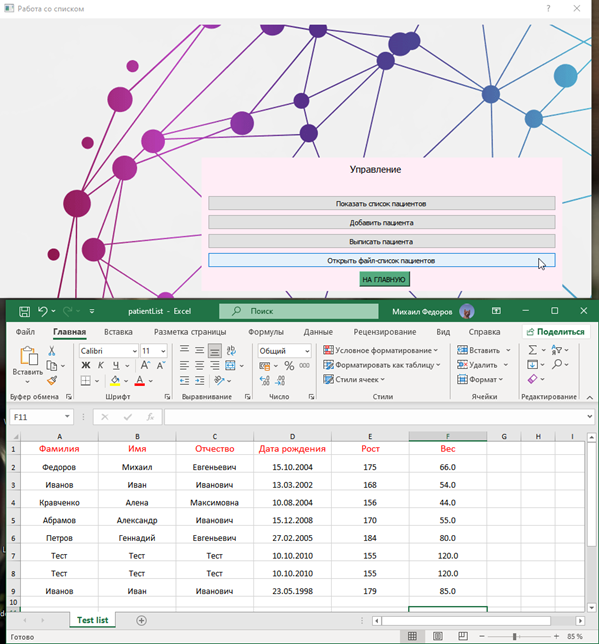 Работа со списком
Управление
Показать список пациентов
Добавить пациента
Выписать пациента
Открыть файл-список пациентов
НА ГЛАВНУЮ
patientList - Excel
Поиск
Михаил Федоров
Файл Главная Вставка Разметка страницы Формулы Данные Рецензирование Вид Справка Поделиться
Вставить
Calibri 11
Ж К Ч
Общий
Условное форматирование
Форматировать как таблицу
Стили ячеек
Вставить
Удалить
Формат
Буфер обмена Шрифт Выравнивание Число Стили Ячейки Редактирование
F11
A B C D E F G H I
1 Фамилия Имя Отчество Дата рождения Рост Вес
2 Федоров Михаил Евгеньевич 15.10.2004 175 66.0
3 Иванов Иван Иванович 13.03.2002 168 54.0
4 Кравченко Алена Максимовна 10.08.2004 156 44.0
5 Абрамов Александр Иванович 15.12.2008 170 55.0
6 Петров Геннадий Евгеньевич 27.02.2005 184 80.0
7 Тест Тест Тест 10.10.2010 155 120.0
8 Тест Тест Тест 10.10.2010 155 120.0
9 Иванов Иван Иванович 23.05.1998 179 85.0
10
Test list
Готово
85 %